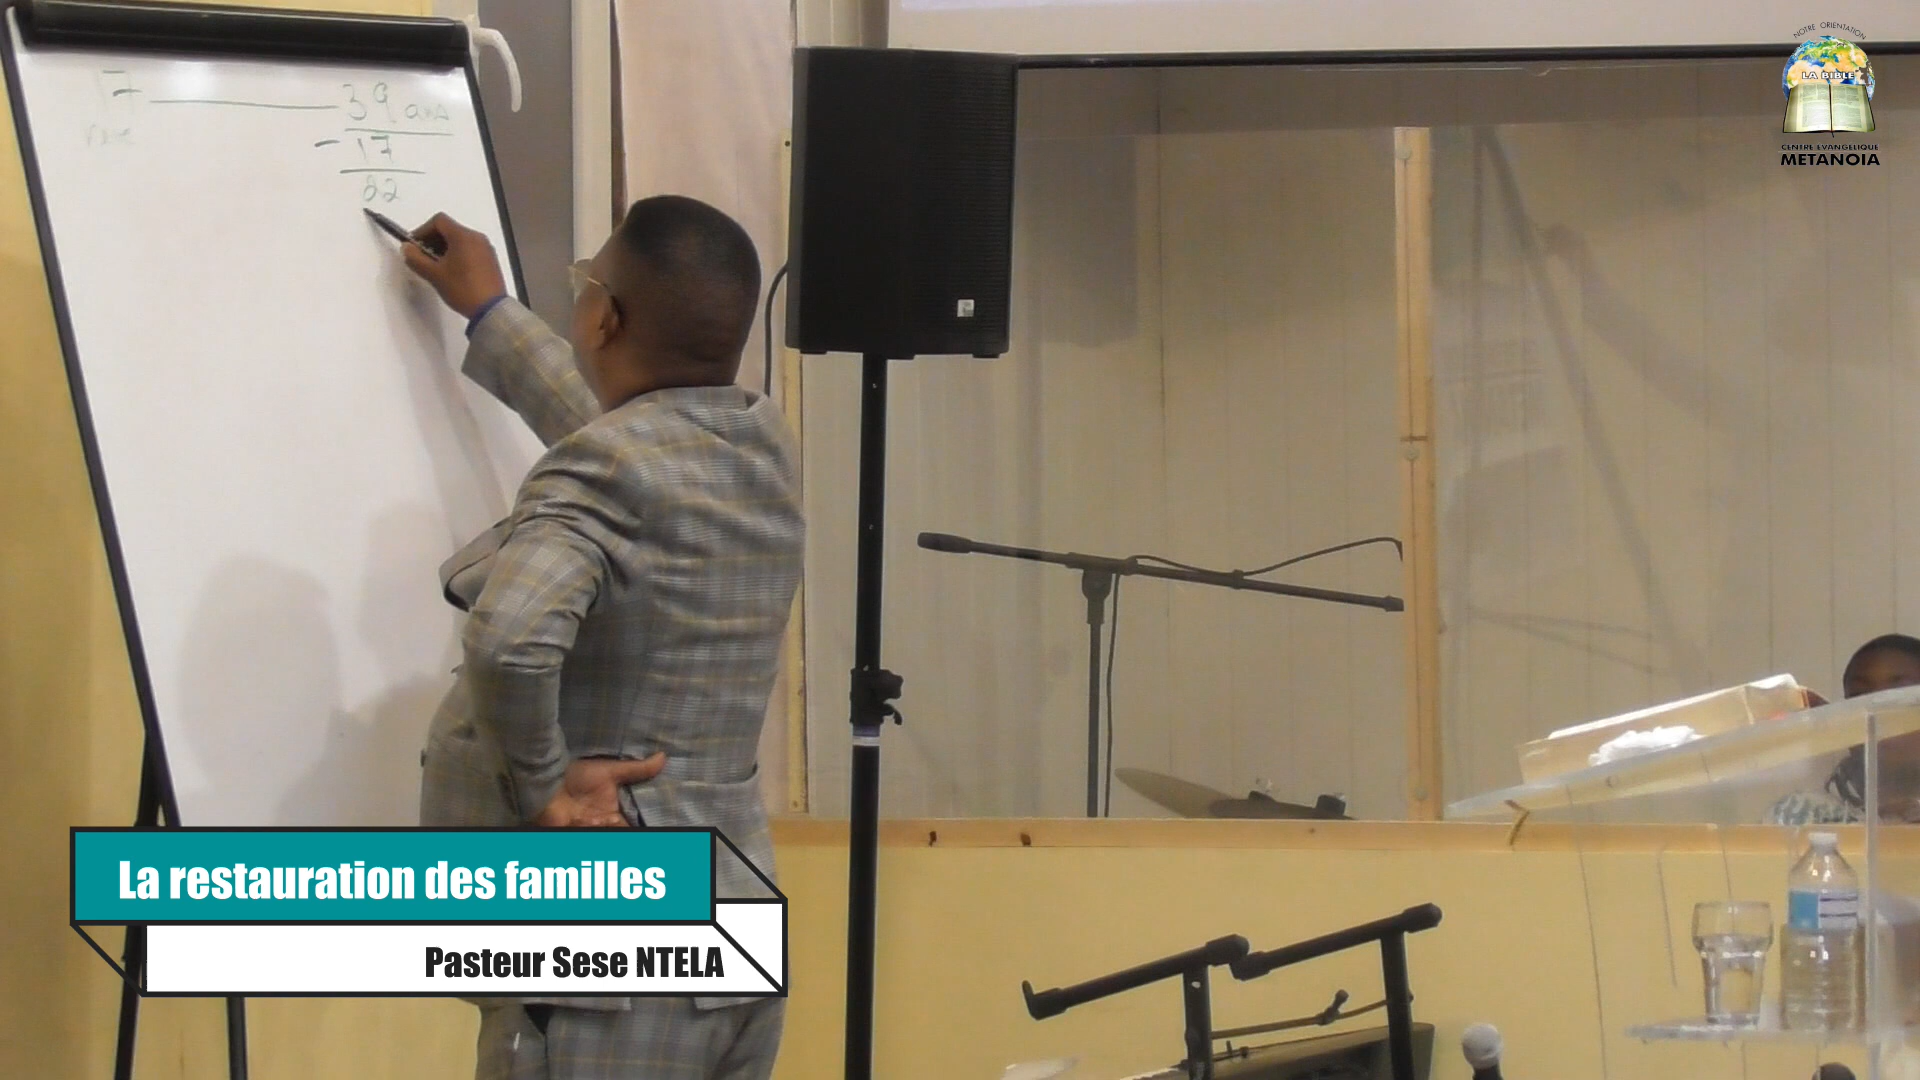 17 39 ans
rêve - 17
22
NOTRE ORIENTATION
LA BIBLE
CENTRE EVANGELIQUE
METANOIA
La restauration des familles
Pasteur Sese NTELA